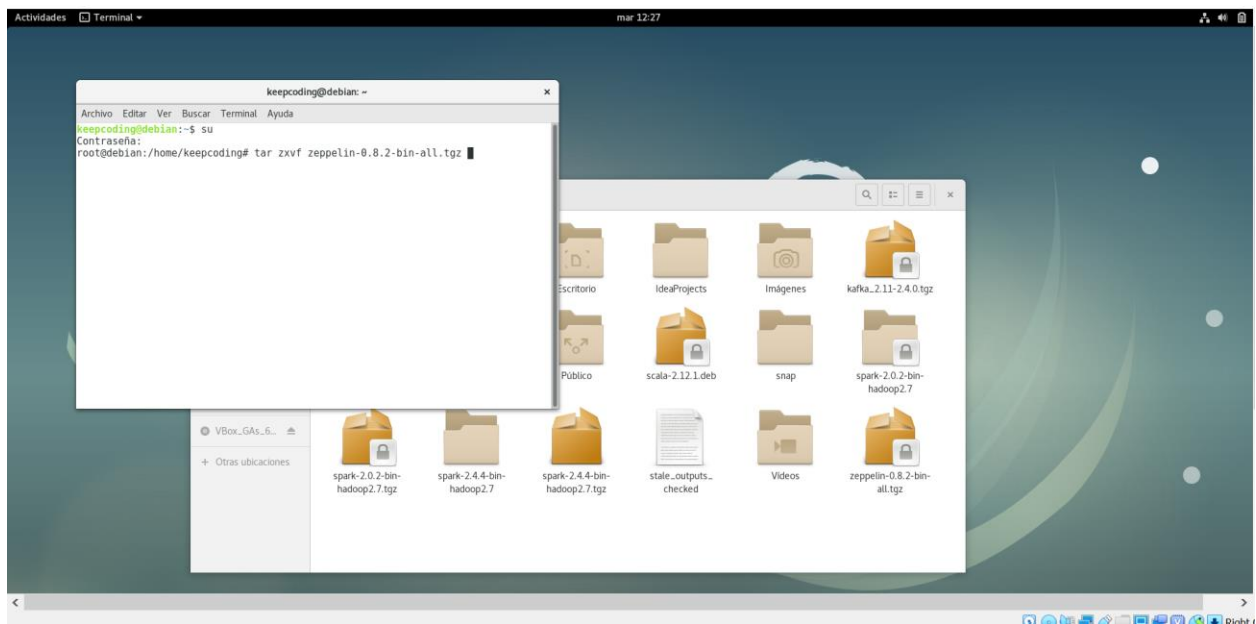 Actividades Terminal mar 12:27
keepcoding@debian: ~
Archivo Editar Ver Buscar Terminal Ayuda
keepcoding@debian:~$ su
Contraseña:
root@debian:/home/keepcoding# tar zxvf zeppelin-0.8.2-bin-all.tgz
Escritorio IdeaProjects Imágenes kafka_2.11-2.4.0.tgz
Público scala-2.12.1.deb snap spark-2.0.2-bin-
hadoop2.7
VBox_GAs_6...
+ Otras ubicaciones
spark-2.0.2-bin- spark-2.4.4-bin- spark-2.4.4-bin- stale_outputs_ Vídeos zeppelin-0.8.2-bin-
hadoop2.7.tgz hadoop2.7 hadoop2.7.tgz checked all.tgz
Right